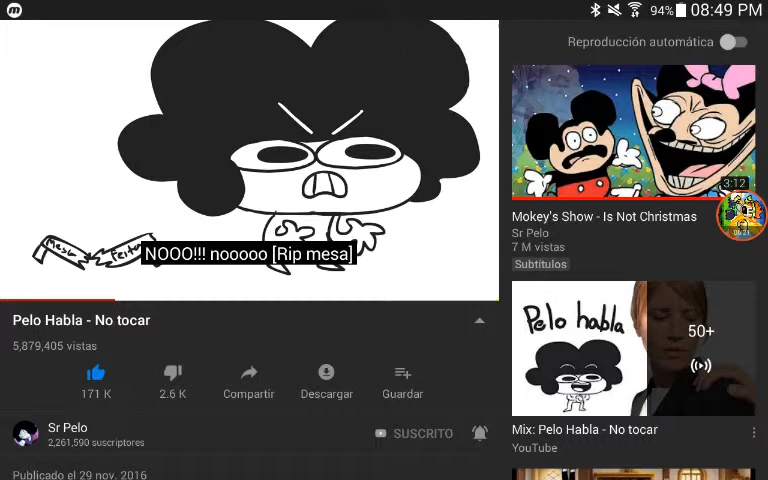 94% 08:49 PM
Reproducción automática
Mesa
NOOO!!! nooooo [Rip mesa]
Pelo Habla - No tocar
5,879,405 vistas
171 K
2.6 K
Compartir
Descargar
Guardar
Sr Pelo
2,261,590 suscriptores
SUSCRITO
Publicado el 29 nov. 2016
3:12
06:21
Mokey's Show - Is Not Christmas
Sr Pelo
7 M vistas
Subtítulos
Pelo habla
50+
Mix: Pelo Habla - No tocar
YouTube